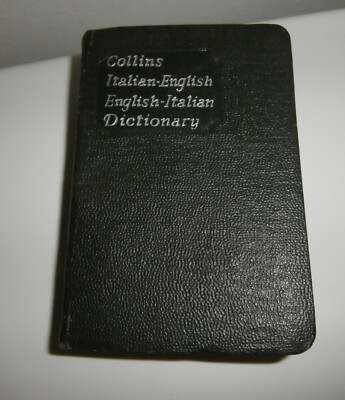 Collins
Italian-English
English-Italian
Dictionary